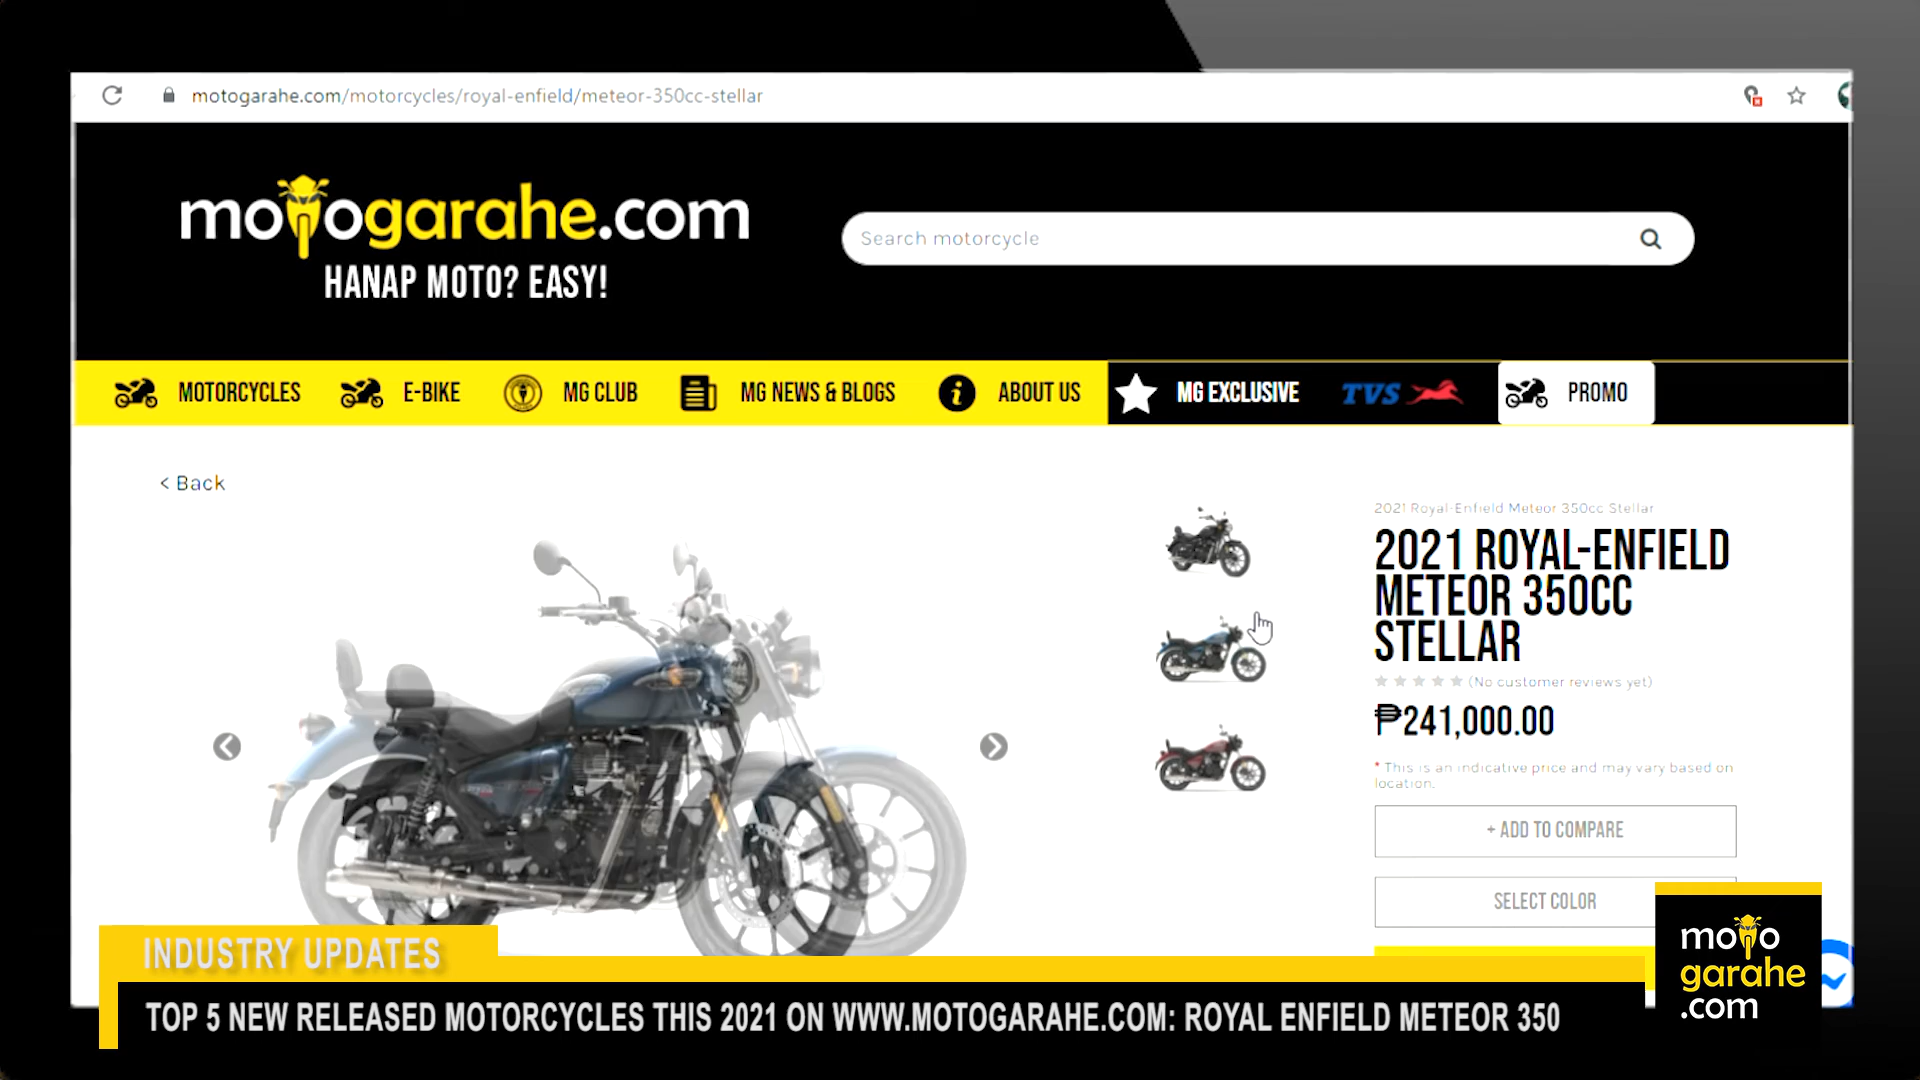 motogarahe.com/motorcycles/royal-enfield/meteor-350cc-stellar
motogarahe.com
HANAP MOTO? EASY!
Search motorcycle
MOTORCYCLES
E-BIKE
MG CLUB
MG NEWS & BLOGS
ABOUT US
MG EXCLUSIVE
TVS
PROMO
< Back
2021 Royal-Enfield Meteor 350cc Stellar
2021 ROYAL-ENFIELD
METEOR 350CC
STELLAR
(No customer reviews yet)
₱241,000.00
* This is an indicative price and may vary based on
location.
+ ADD TO COMPARE
SELECT COLOR
INDUSTRY UPDATES
TOP 5 NEW RELEASED MOTORCYCLES THIS 2021 ON WWW.MOTOGARAHE.COM: ROYAL ENFIELD METEOR 350
moto
garahe
.com